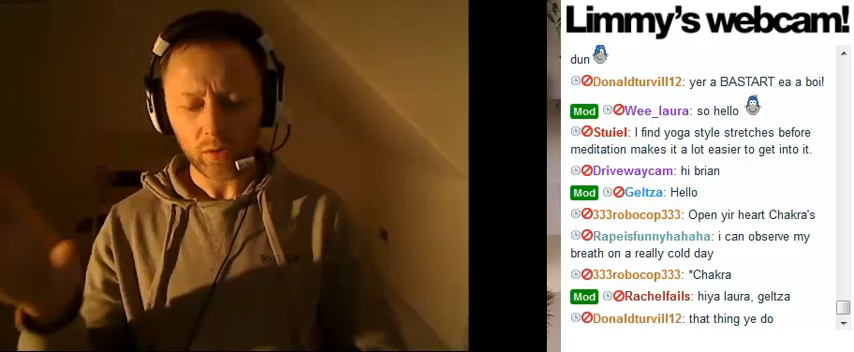 Limmy's webcam!
dun
Donaldturvill12: yer a BASTART ea a boi!
Mod Wee_laura: so hello
Stuiel: I find yoga style stretches before
meditation makes it a lot easier to get into it.
Drivewaycam: hi brian
Mod Geltza: Hello
333robocop333: Open yir heart Chakra's
Rapeisfunnyhahaha: i can observe my
breath on a really cold day
333robocop333: *Chakra
Mod Rachelfails: hiya laura, geltza
Donaldturvill12: that thing ye do